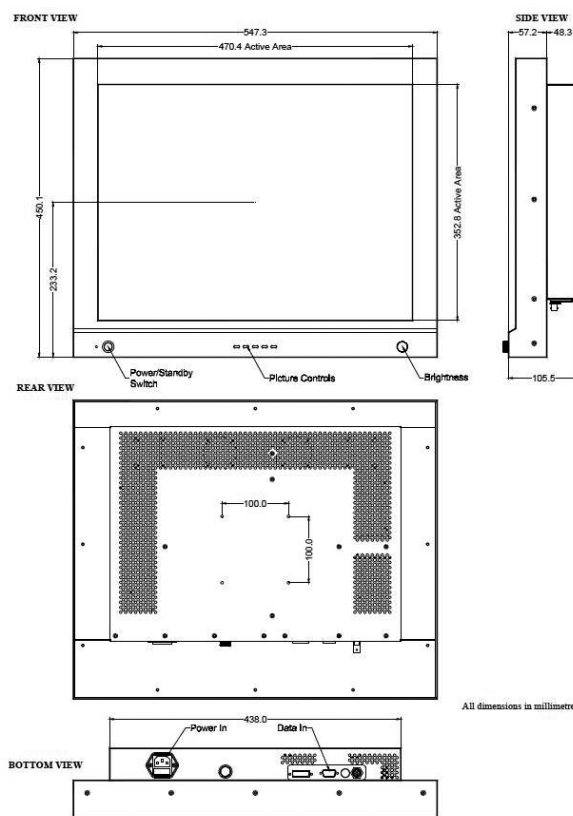 FRONT VIEW
SIDE VIEW
547.3
57.2
48.3
470.4 Active Area
450.1
233.2
352.8 Active Area
Power/Standby
Switch
Picture Controls
Brightness
105.5
REAR VIEW
100.0
100.0
All dimensions in millimetre
438.0
Power In
Data In
BOTTOM VIEW